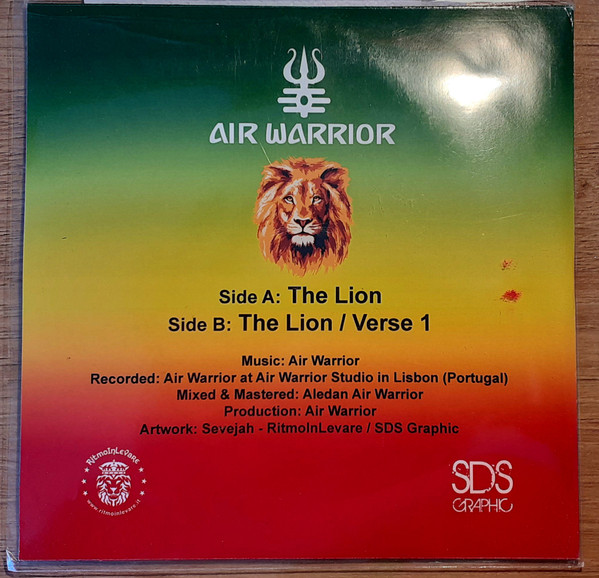 AIR WARRIOR
Side A: The Lion
Side B: The Lion / Verse 1
Music: Air Warrior
Recorded: Air Warrior at Air Warrior Studio in Lisbon (Portugal)
Mixed & Mastered: Aledan Air Warrior
Production: Air Warrior
Artwork: Sevejah - RitmoInLevare / SDS Graphic
RitmoInLevare
www.ritmoinlevare.it
SDS
GRAPHIC